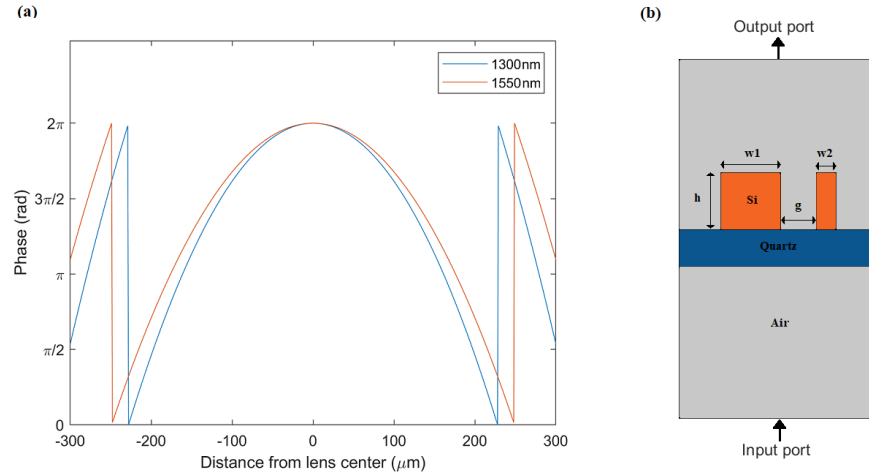 (a)
1300nm
1550nm
2π
3π/2
π
π/2
0
Phase (rad)
-300
-200
-100
0
100
200
300
Distance from lens center (μm)
(b)
Output port
w1
w2
h
Si
g
Quartz
Air
Input port